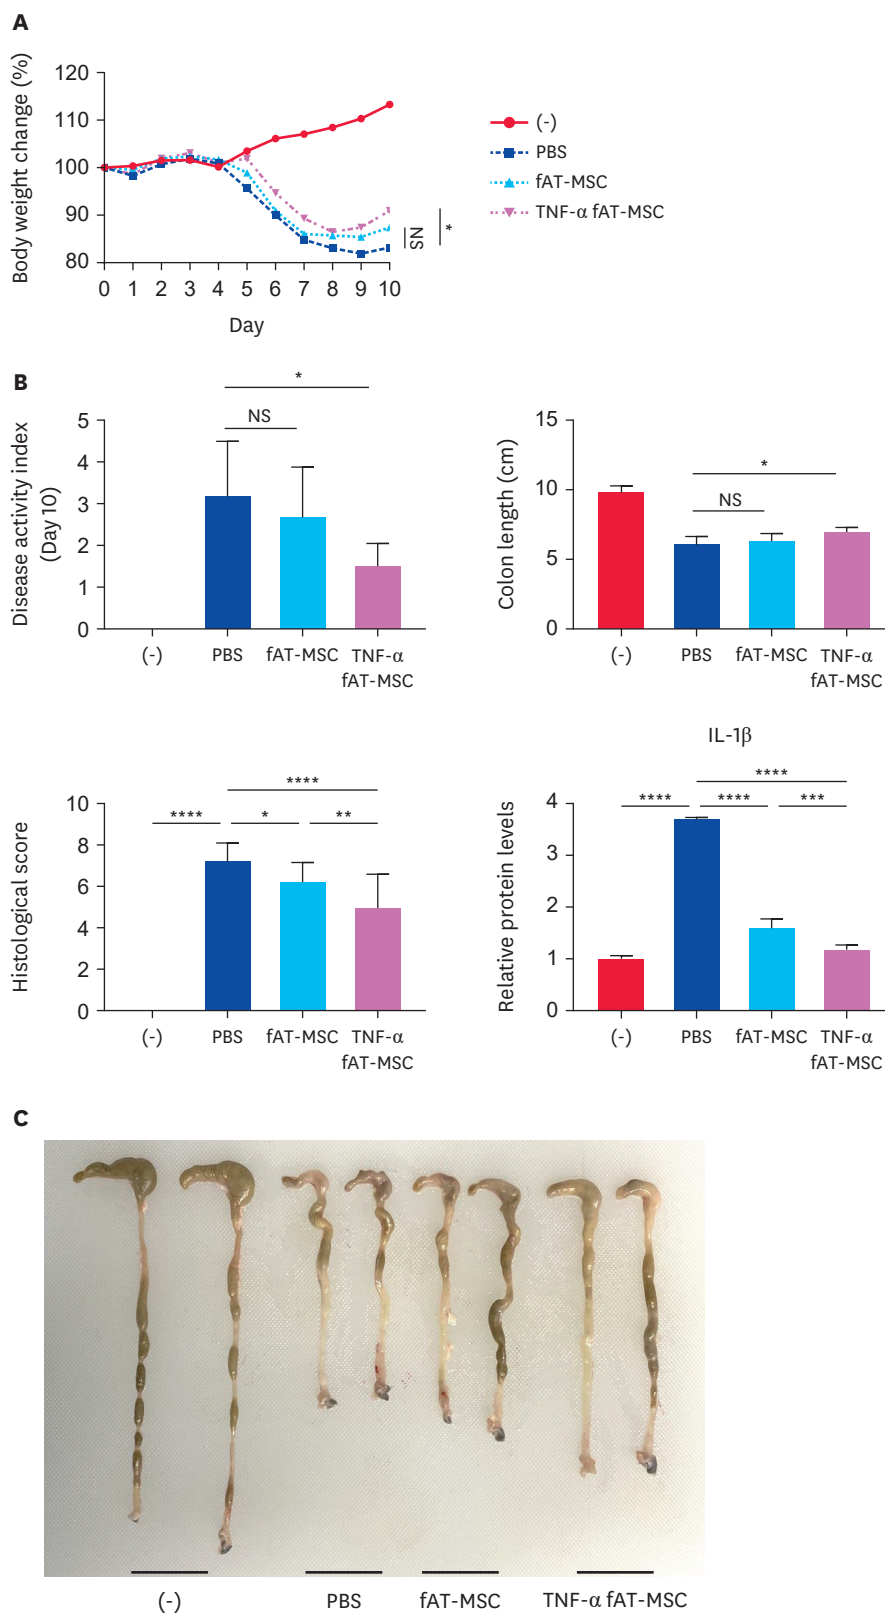 A
Body weight change (%)
120
110
100
90
80
0 1 2 3 4 5 6 7 8 9 10
Day
(-)
PBS
fAT-MSC
TNF-α fAT-MSC
NS
*
B
Disease activity index
(Day 10)
5
4
3
2
1
0
*
NS
(-) PBS fAT-MSC TNF-α
fAT-MSC
Colon length (cm)
15
10
5
0
*
NS
(-) PBS fAT-MSC TNF-α
fAT-MSC
Histological score
10
8
6
4
2
0
****
**** * **
(-) PBS fAT-MSC TNF-α
fAT-MSC
IL-1β
Relative protein levels
4
3
2
1
0
****
**** **** ***
(-) PBS fAT-MSC TNF-α
fAT-MSC
C
(-) PBS fAT-MSC TNF-α fAT-MSC